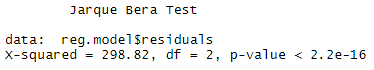 Jarque Bera Test
data:  reg.model$residuals
X-squared = 298.82, df = 2, p-value < 2.2e-16